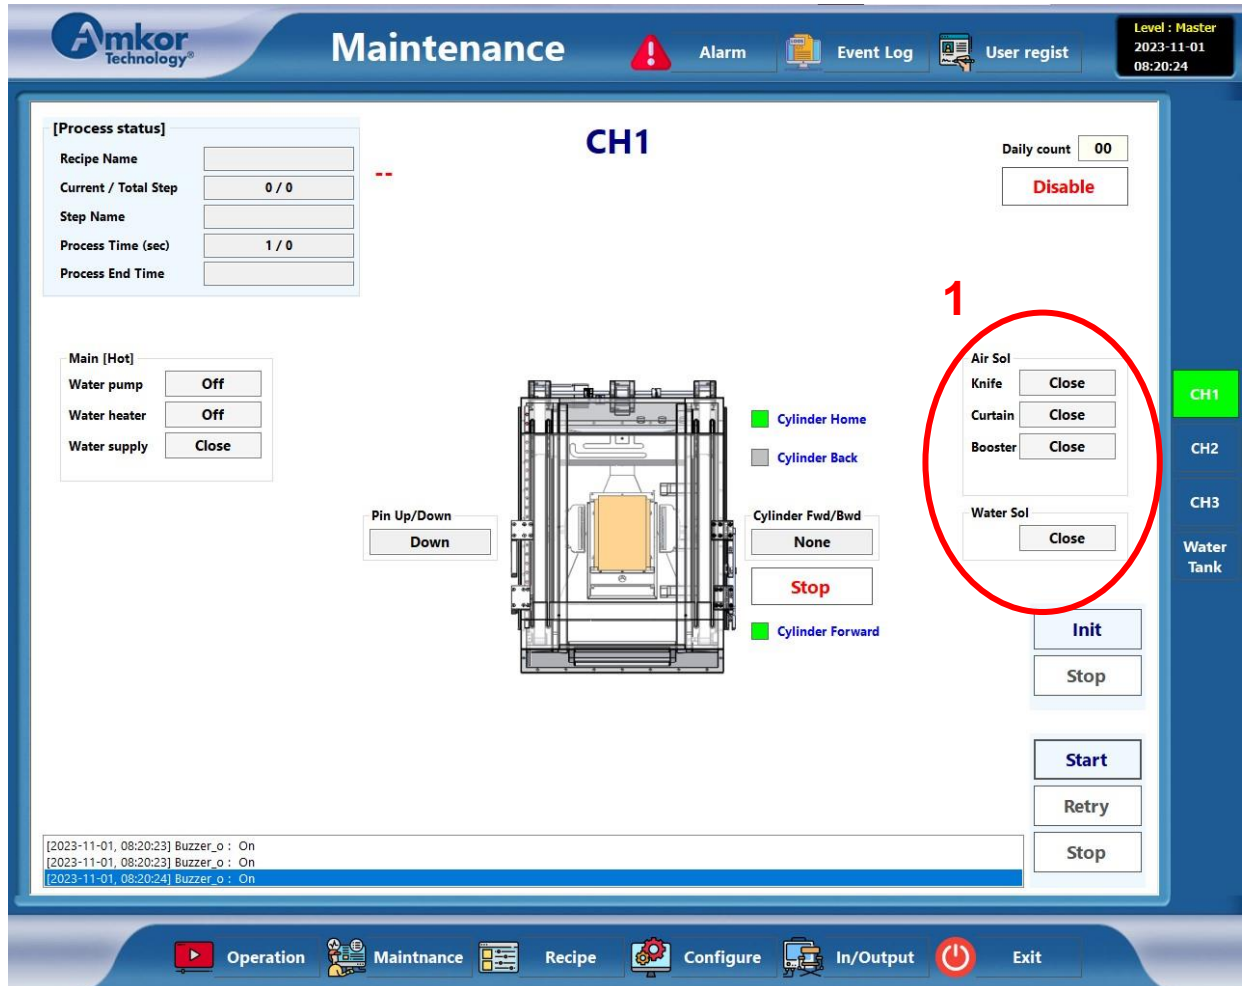 Amkor
Technology®
Maintenance
Alarm
Event Log
User regist
Level : Master
2023-11-01
08:20:24
[Process status]
Recipe Name
Current / Total Step 0 / 0
Step Name
Process Time (sec) 1 / 0
Process End Time
--
CH1
Daily count 00
Disable
1
Main [Hot]
Water pump Off
Water heater Off
Water supply Close
Cylinder Home
Cylinder Back
Pin Up/Down
Down
Cylinder Fwd/Bwd
None
Stop
Cylinder Forward
Air Sol
Knife Close
Curtain Close
Booster Close
Water Sol
Close
CH1
CH2
CH3
Water
Tank
Init
Stop
Start
Retry
Stop
[2023-11-01, 08:20:23] Buzzer_o : On
[2023-11-01, 08:20:23] Buzzer_o : On
[2023-11-01, 08:20:24] Buzzer_o : On
Operation
Maintnance
Recipe
Configure
In/Output
Exit